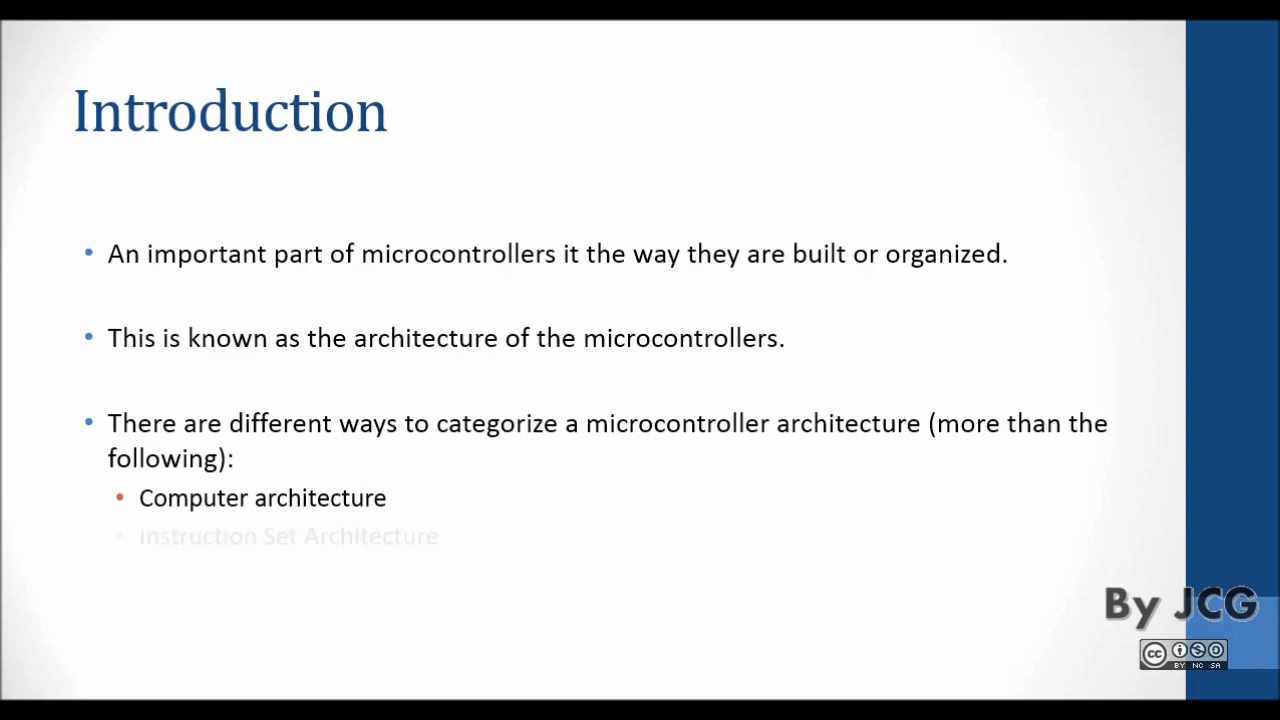 Introduction
• An important part of microcontrollers it the way they are built or organized.
• This is known as the architecture of the microcontrollers.
• There are different ways to categorize a microcontroller architecture (more than the
following):
• Computer architecture
• Instruction Set Architecture
By JCG
cc
BY NC SA